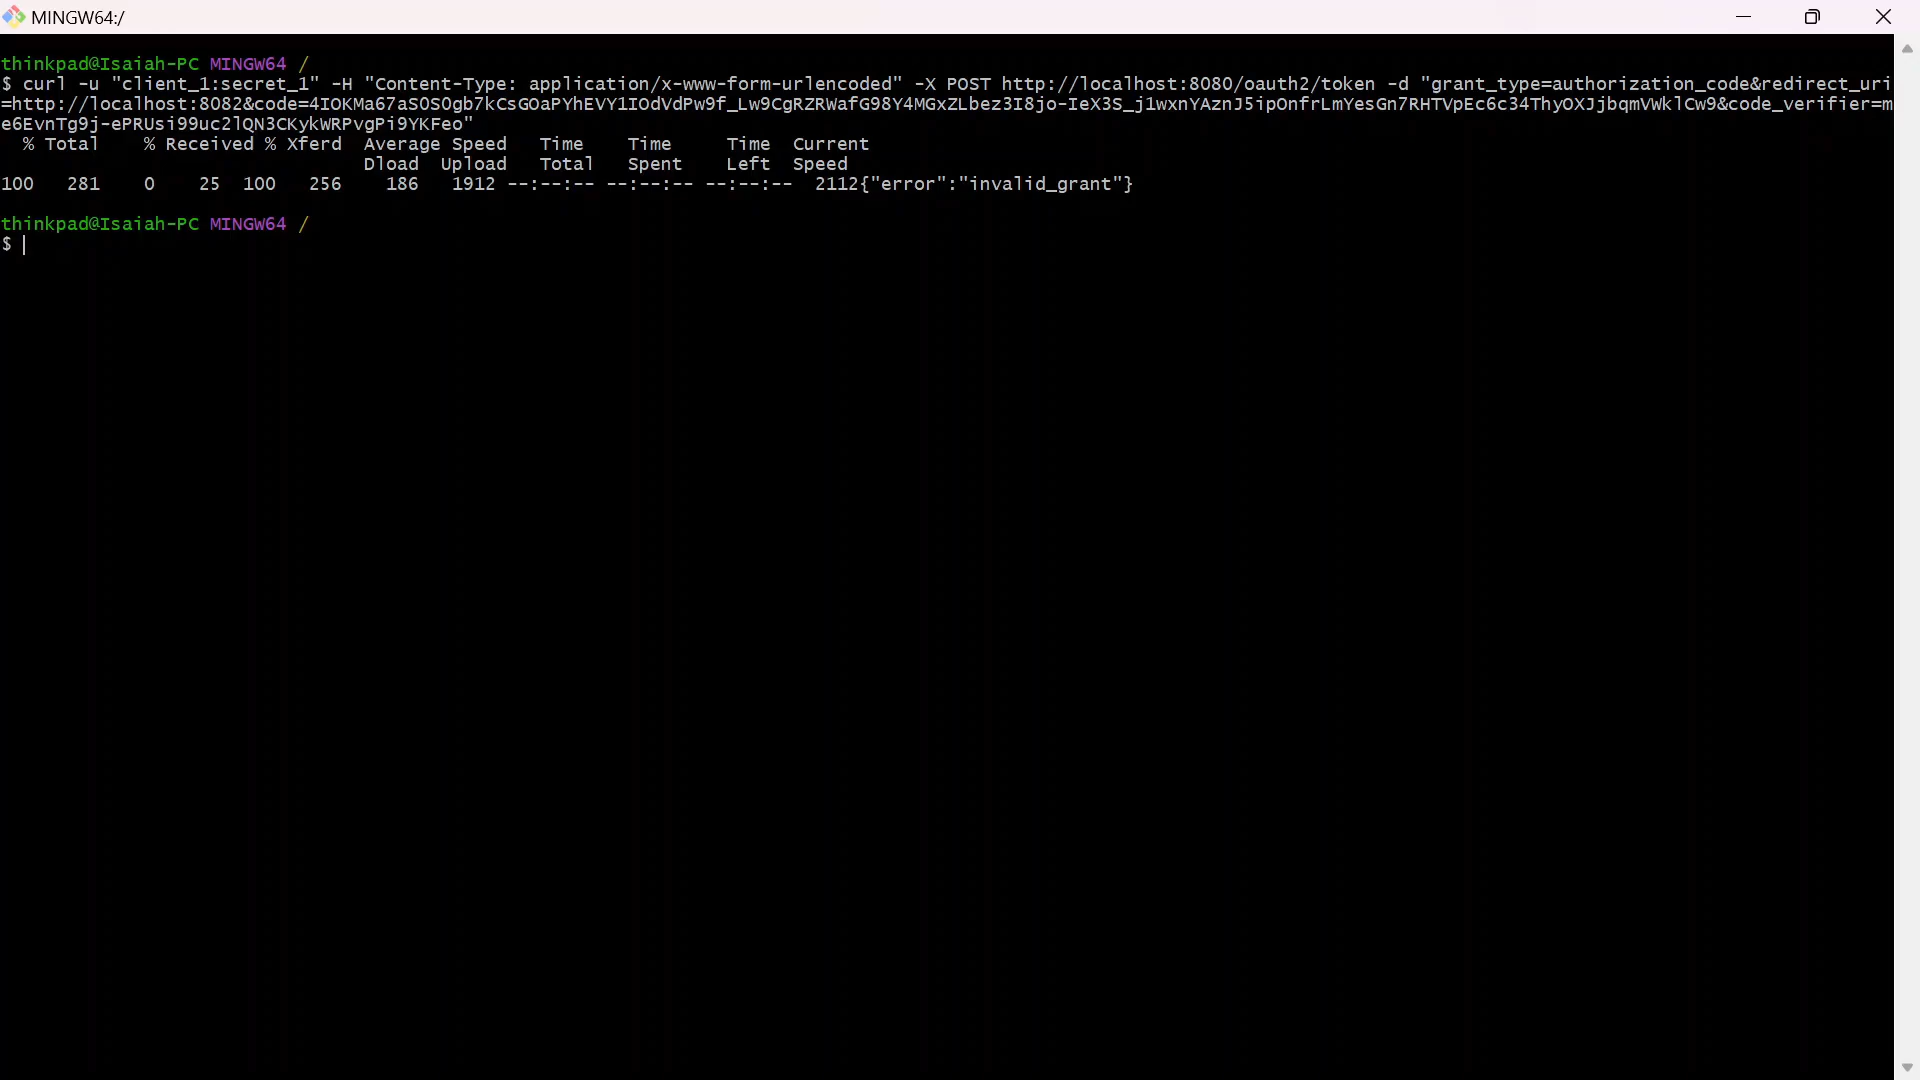 MINGW64:/
thinkpad@Isaiah-PC MINGW64 /
$ curl -u "client_1:secret_1" -H "Content-Type: application/x-www-form-urlencoded" -X POST http://localhost:8080/oauth2/token -d "grant_type=authorization_code&redirect_uri
=http://localhost:8082&code=4IOKMa67aSOSOgb7kCsGOaPYhEVY1IOdVdPw9f_Lw9CgRZRWafG98Y4MGxZLbez3I8jo-IeX3S_j1wxnYAznJ5ipOnfrLmYesGn7RHTVpEc6c34ThyOXJjbqmVWklCw9&code_verifier=m
e6EvnTg9j-ePRUsi99uc2lQN3CKykWRPvgPi9YKFeo"
% Total % Received % Xferd Average Speed Time Time Time Current
Dload Upload Total Spent Left Speed
100 281 0 25 100 256 186 1912 --:--:-- --:--:-- --:--:-- 2112{"error":"invalid_grant"}
thinkpad@Isaiah-PC MINGW64 /
$